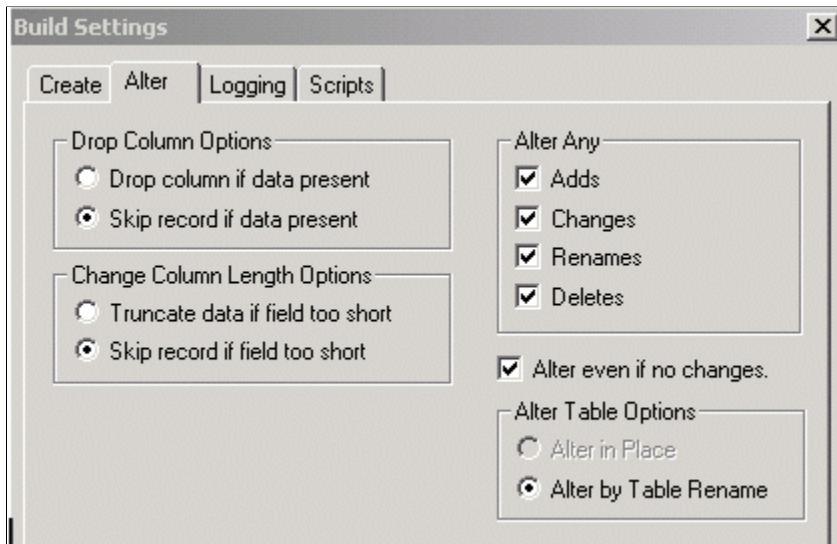 Build Settings
Create Alter Logging Scripts
Drop Column Options
Drop column if data present
Skip record if data present
Change Column Length Options
Truncate data if field too short
Skip record if field too short
Alter Any
Adds
Changes
Renames
Deletes
Alter even if no changes.
Alter Table Options
Alter in Place
Alter by Table Rename